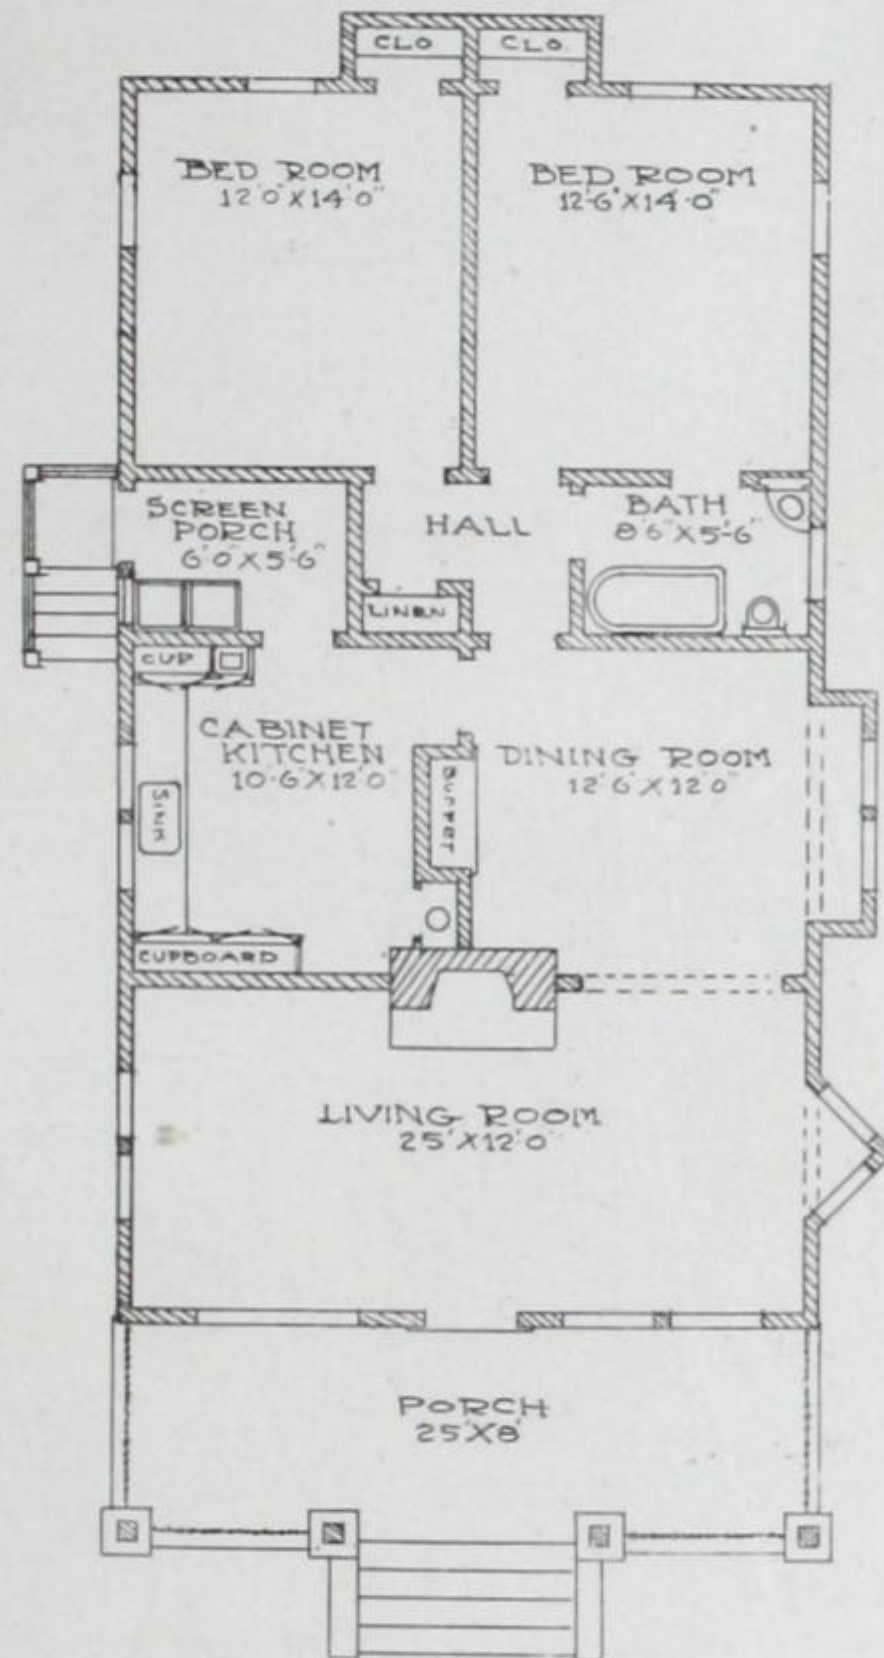 CLO
CLO
BED ROOM
12'0"X14'0"
BED ROOM
12'-6"X14'-0"
SCREEN
PORCH
6'0"X5'-6"
HALL
BATH
8'6"X5'-6"
LINEN
CUP
CABINET
KITCHEN
10-6"X12'0"
SINK
BUFFET
DINING ROOM
12'6"X12'0"
CUPBOARD
LIVING ROOM
25'X12'0"
PORCH
25'X8'